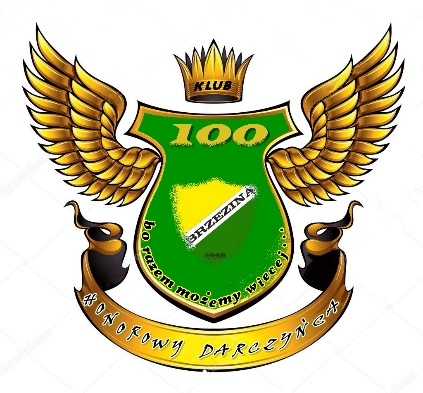 KLUB
100
BRZEZINA
1948
bo razem możemy więcej...
HONOROWY DARCZYŃCA